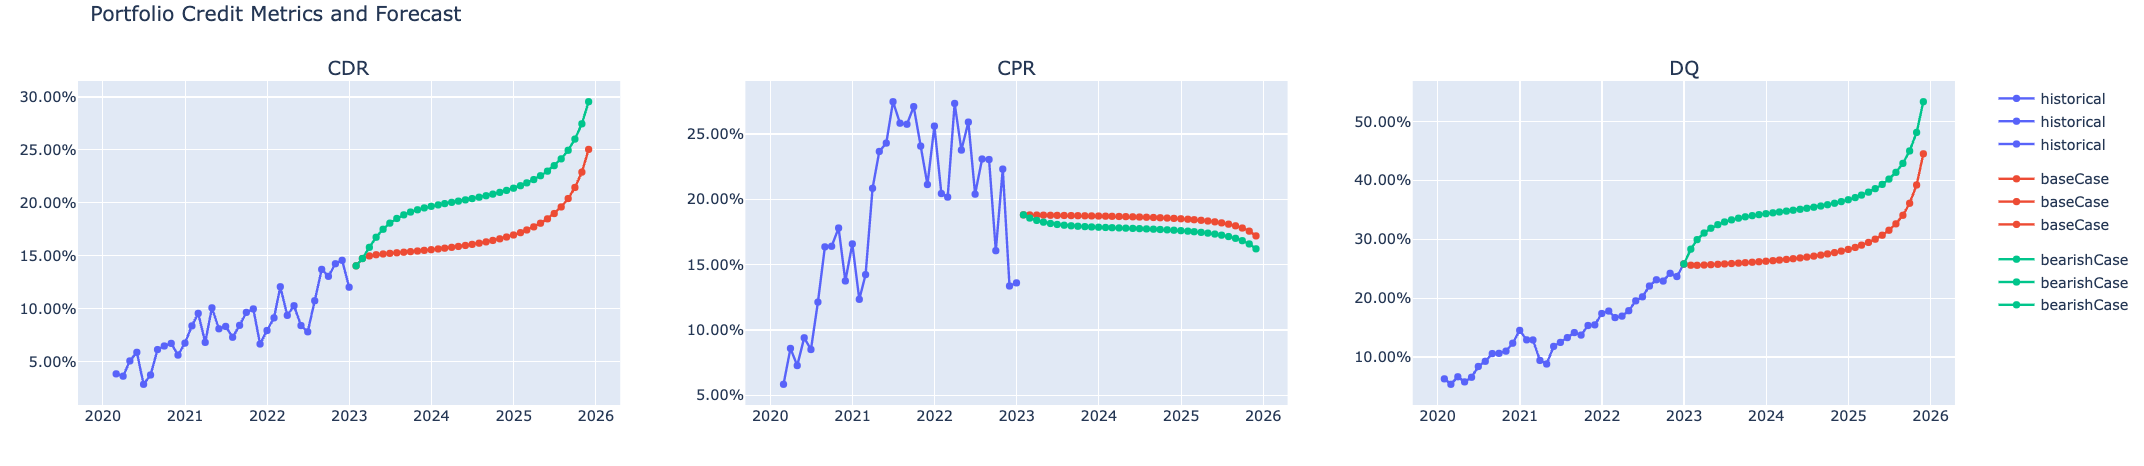 Portfolio Credit Metrics and Forecast
CDR
30.00%
25.00%
20.00%
15.00%
10.00%
5.00%
2020 2021 2022 2023 2024 2025 2026
CPR
25.00%
20.00%
15.00%
10.00%
5.00%
2020 2021 2022 2023 2024 2025 2026
DQ
50.00%
40.00%
30.00%
20.00%
10.00%
2020 2021 2022 2023 2024 2025 2026
historical
historical
historical
baseCase
baseCase
baseCase
bearishCase
bearishCase
bearishCase